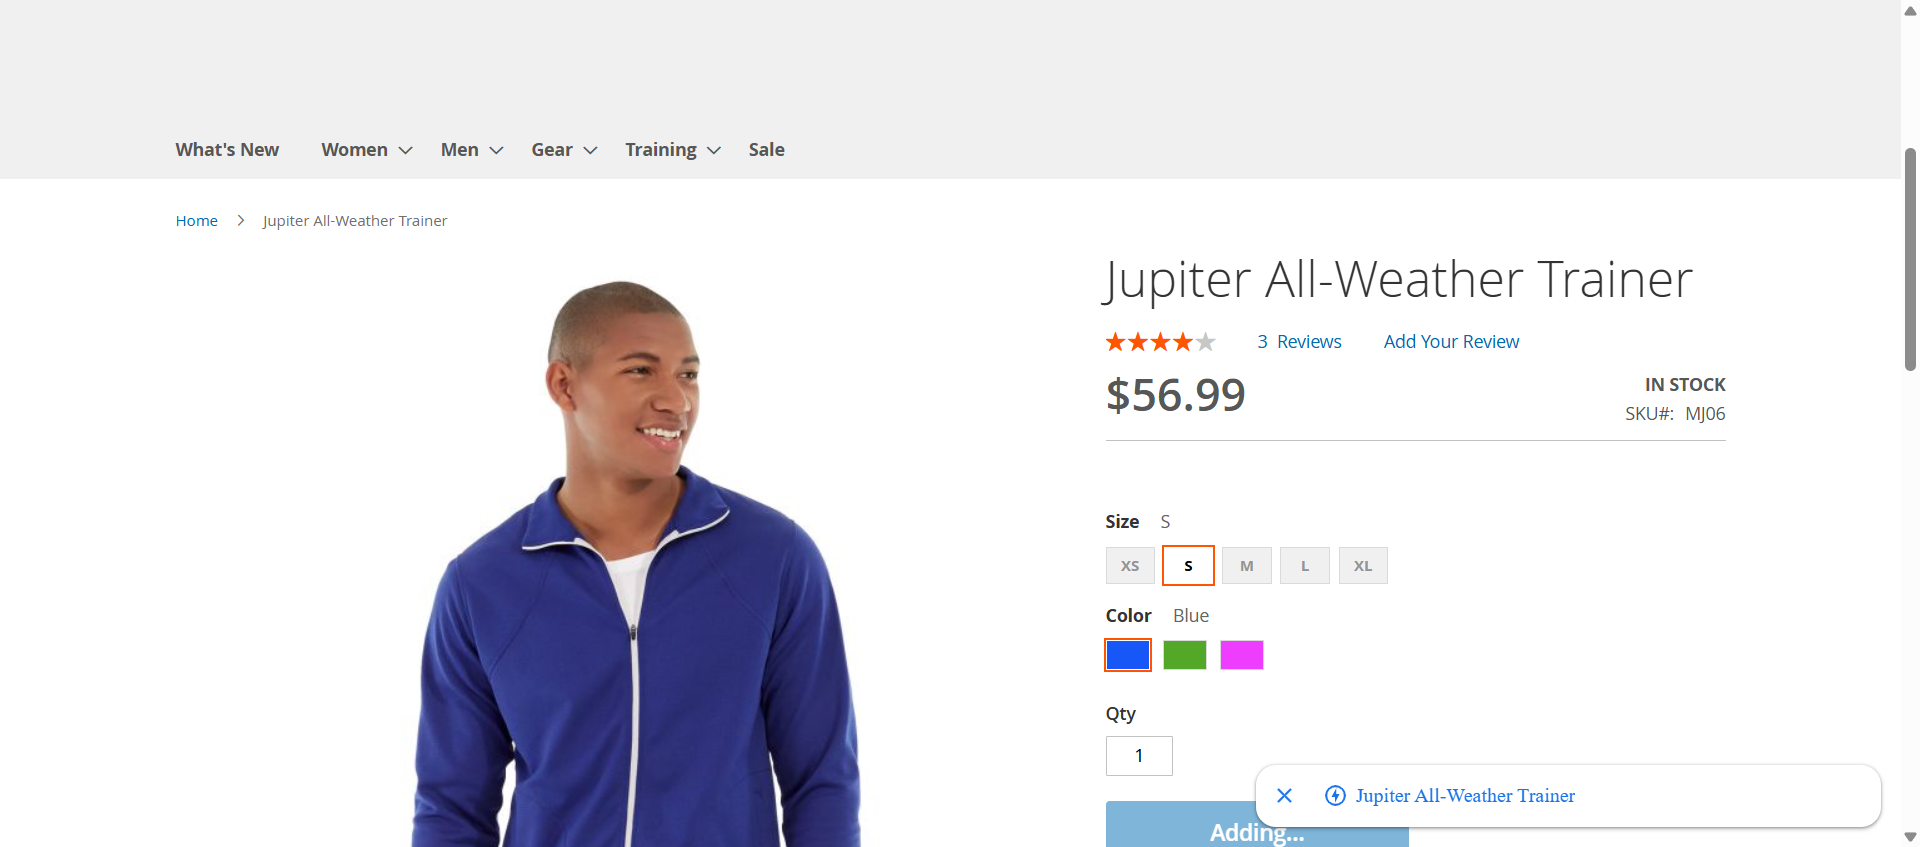 What's New Women Men Gear Training Sale
Home Jupiter All-Weather Trainer
Jupiter All-Weather Trainer
3 Reviews Add Your Review
$56.99
IN STOCK
SKU#: MJ06
Size S
XS S M L XL
Color Blue
Qty
1
Adding...
Jupiter All-Weather Trainer